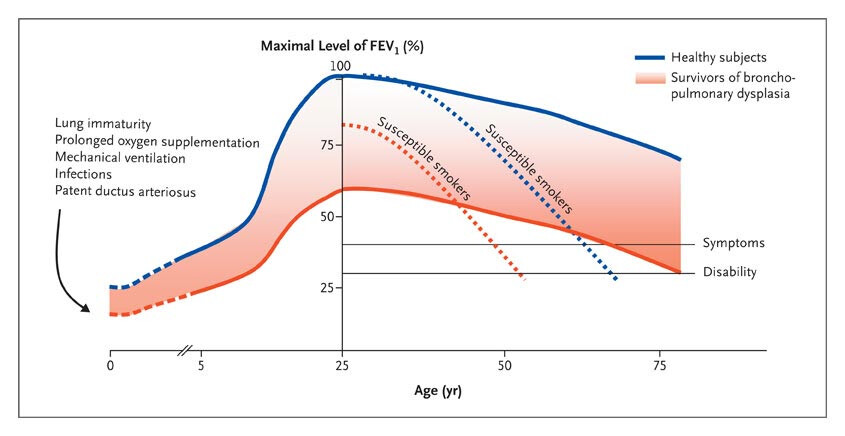 Maximal Level of FEV1 (%)
100
Healthy subjects
Survivors of broncho-
pulmonary dysplasia
Lung immaturity
Prolonged oxygen supplementation
Mechanical ventilation
Infections
Patent ductus arteriosus
Susceptible smokers
Susceptible smokers
75
50
25
Symptoms
Disability
0
5
25
50
75
Age (yr)